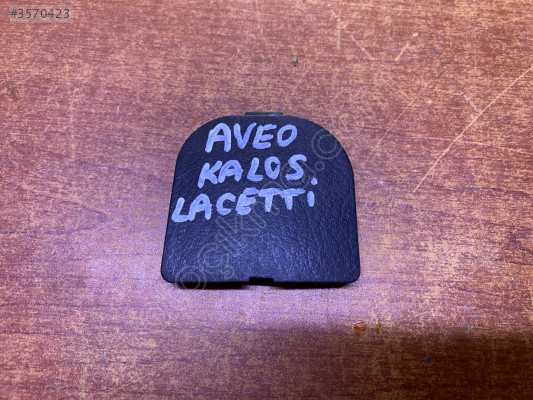 #3570423
AVEO
KALOS
LACETTi